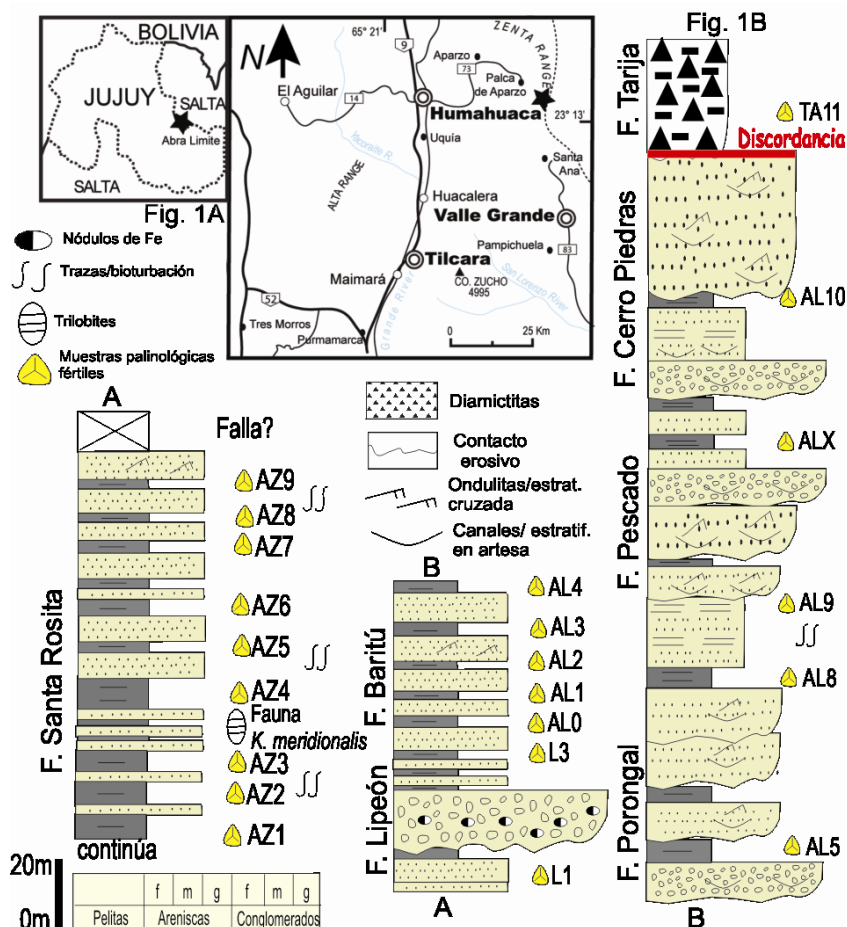 BOLIVIA
JUJUY
SALTA
Abra Limite
SALTA
Fig. 1A
N
65° 21'
9
ZENTA RANGE
Aparzo
73
Palca
de Aparzo
El Aguilar
14
Humahuaca
23° 13'
Uquía
Yacoraite R.
Santa
Ana
ALTA RANGE
Huacalera
Valle Grande
83
Pampichuela
Tilcara
Maimará
CO. ZUCHO
4995
San Lorenzo River
52
Grande River
Tres Morros
Purmamarca
0
25 Km
Nódulos de Fe
Trazas/bioturbación
Trilobites
Muestras palinológicas
fértiles
Diamictitas
Contacto
erosivo
Ondulitas/estrat.
cruzada
Canales/ estratif.
en artesa
A
Falla?
AZ9
AZ8
AZ7
AZ6
AZ5
AZ4
Fauna
K. meridionalis
AZ3
AZ2
AZ1
F. Santa Rosita
continúa
20m
0m
f m g f m g
Pelitas Areniscas Conglomerados
B
AL4
AL3
AL2
AL1
AL0
L3
L1
F. Baritú
F. Lipeón
A
Fig. 1B
F. Tarija
TA11
Discordancia
F. Cerro Piedras
AL10
ALX
F. Pescado
AL9
AL8
F. Porongal
AL5
B